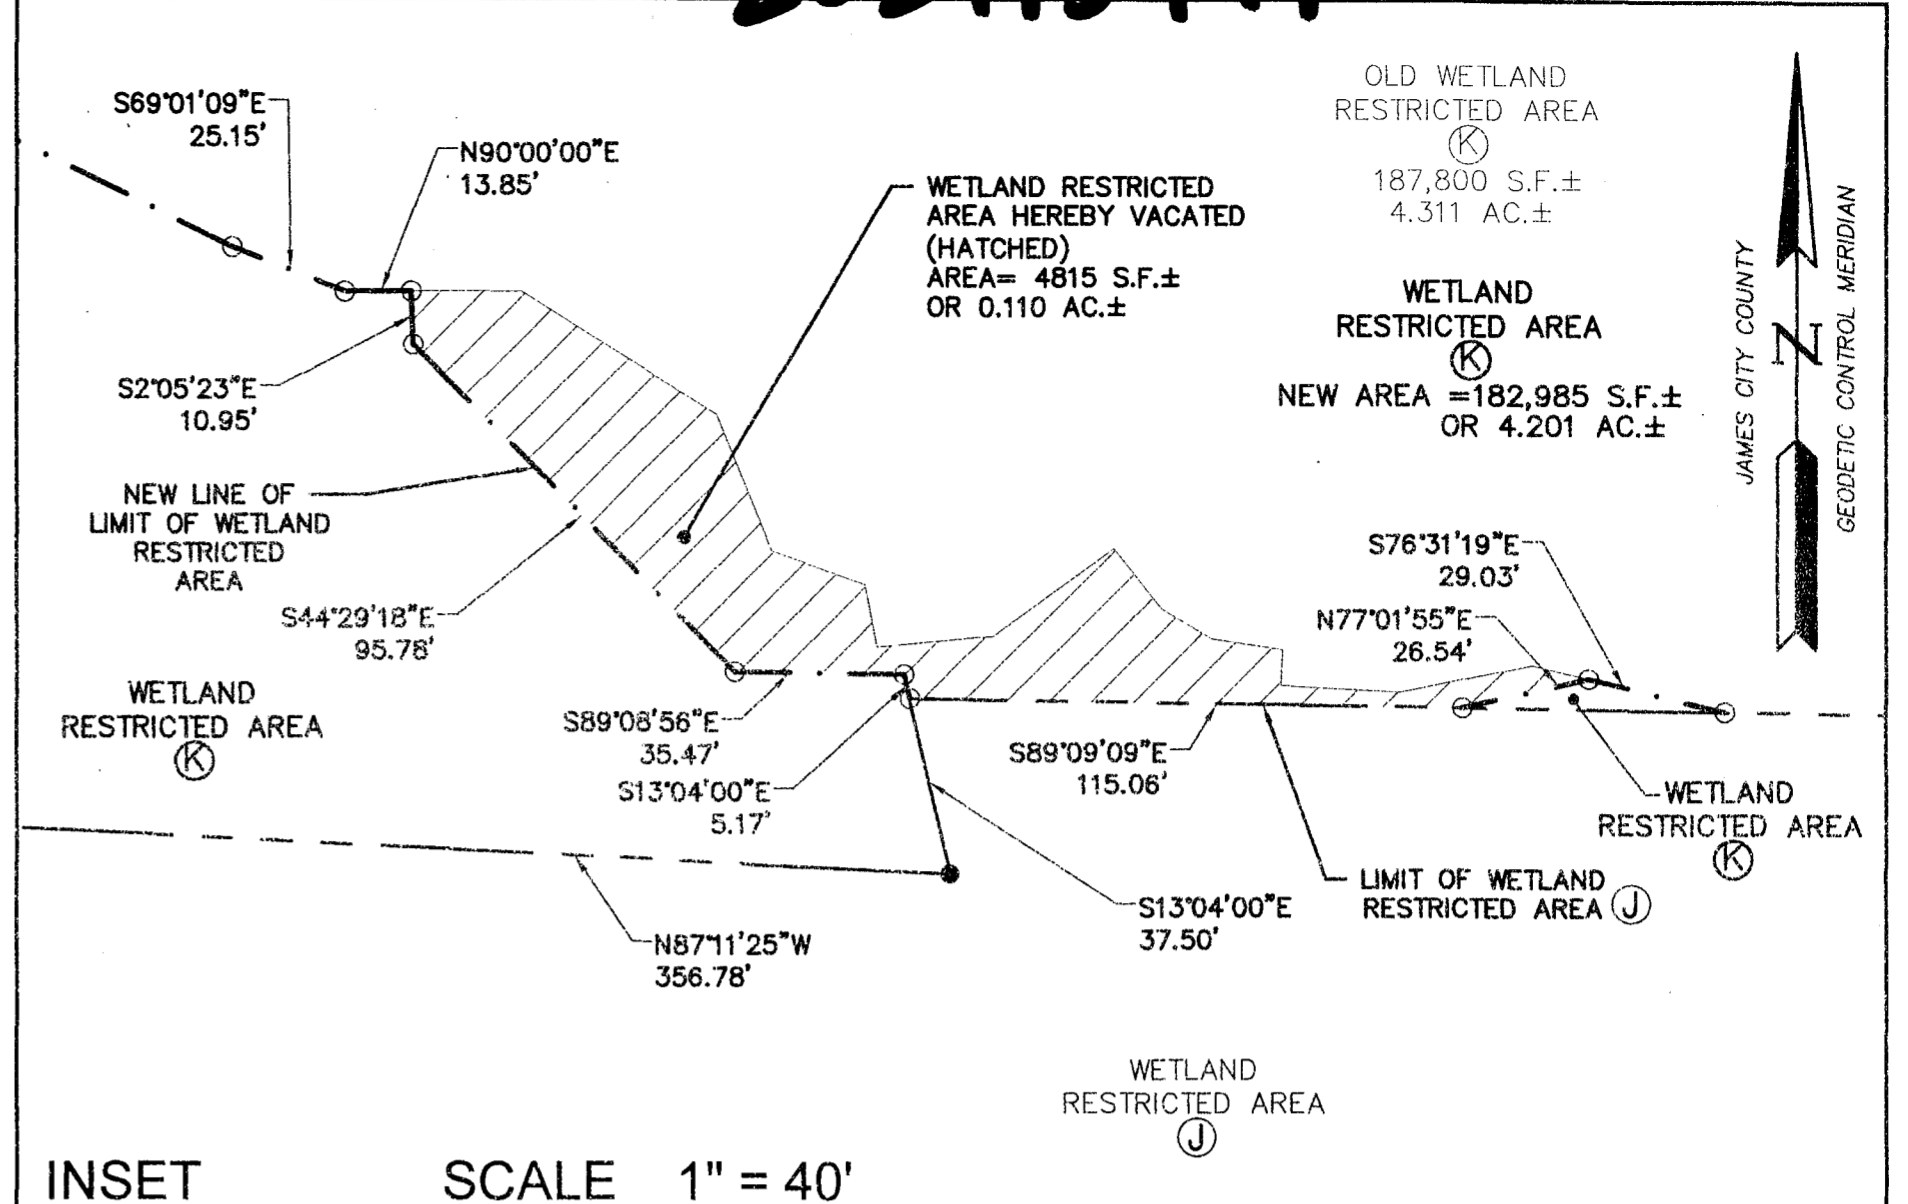 S69°01'09"E
25.15'
N90°00'00"E
13.85'
WETLAND RESTRICTED
AREA HEREBY VACATED
(HATCHED)
AREA= 4815 S.F.±
OR 0.110 AC.±
OLD WETLAND
RESTRICTED AREA
K
187,800 S.F.±
4.311 AC.±
WETLAND
RESTRICTED AREA
K
NEW AREA =182,985 S.F.±
OR 4.201 AC.±
JAMES CITY COUNTY
N
GEODETIC CONTROL MERIDIAN
S2°05'23"E
10.95'
NEW LINE OF
LIMIT OF WETLAND
RESTRICTED
AREA
S44°29'18"E
95.78'
S76°31'19"E
29.03'
N77°01'55"E
26.54'
WETLAND
RESTRICTED AREA
K
S89°08'56"E
35.47'
S13°04'00"E
5.17'
S89°09'09"E
115.06'
WETLAND
RESTRICTED AREA
K
LIMIT OF WETLAND
RESTRICTED AREA J
S13°04'00"E
37.50'
N87°11'25"W
356.78'
WETLAND
RESTRICTED AREA
J
INSET SCALE 1" = 40'